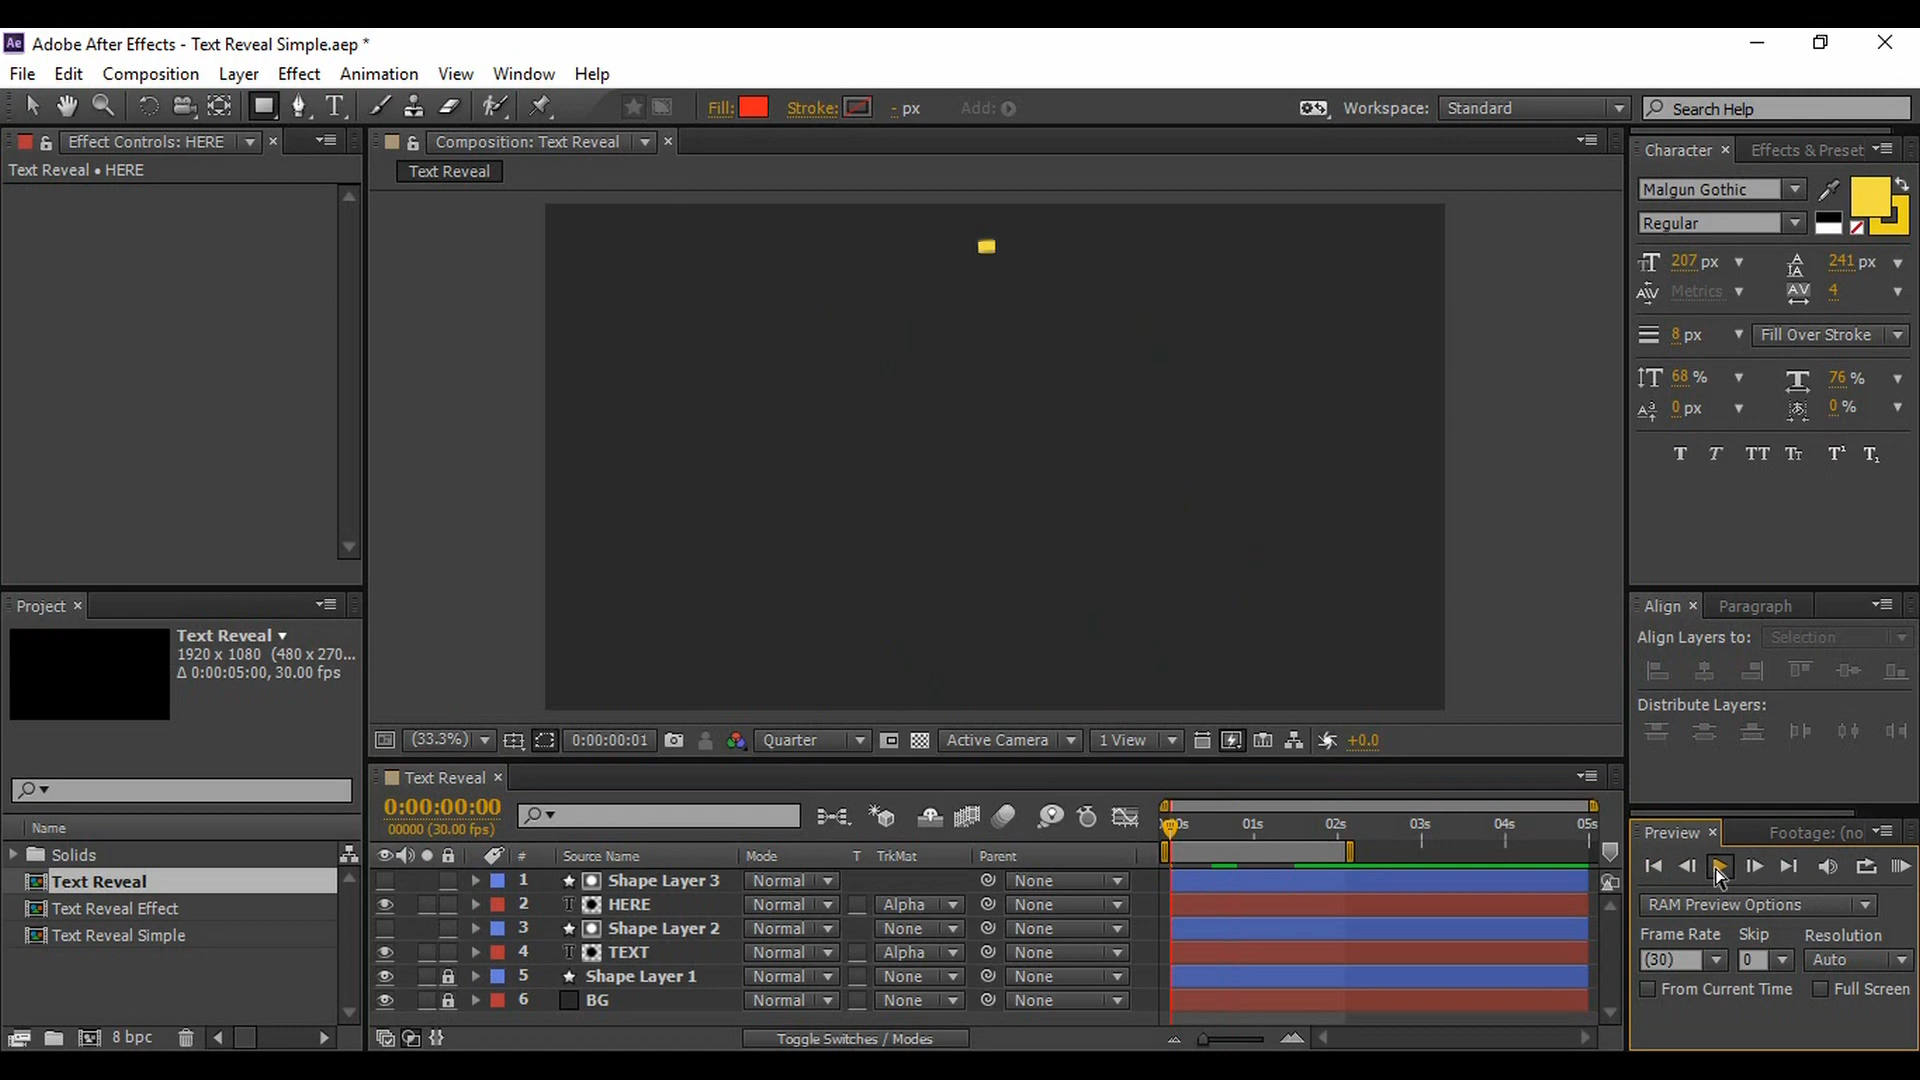 Ae Adobe After Effects - Text Reveal Simple.aep *
File Edit Composition Layer Effect Animation View Window Help
Fill: Stroke: - px Add: Workspace: Standard Search Help
Effect Controls: HERE
Text Reveal • HERE
Composition: Text Reveal
Text Reveal
Character Effects & Preset
Malgun Gothic
Regular
207 px 241 px
Metrics 4
8 px Fill Over Stroke
68 % 76 %
0 px 0 %
Project
Text Reveal
1920 x 1080 (480 x 270...
Δ 0:00:05:00, 30.00 fps
Name
Solids
Text Reveal
Text Reveal Effect
Text Reveal Simple
8 bpc
(33.3%) 0:00:00:01 Quarter Active Camera 1 View +0.0
Text Reveal
0:00:00:00
00000 (30.00 fps)
01s 02s 03s 04s 05s
# Source Name Mode T TrkMat Parent
1 Shape Layer 3 Normal None
2 HERE Normal Alpha None
3 Shape Layer 2 Normal None None
4 TEXT Normal Alpha None
5 Shape Layer 1 Normal None None
6 BG Normal None None
Toggle Switches / Modes
Align Paragraph
Align Layers to: Selection
Distribute Layers:
Preview Footage: (no
RAM Preview Options
Frame Rate Skip Resolution
(30) 0 Auto
From Current Time Full Screen